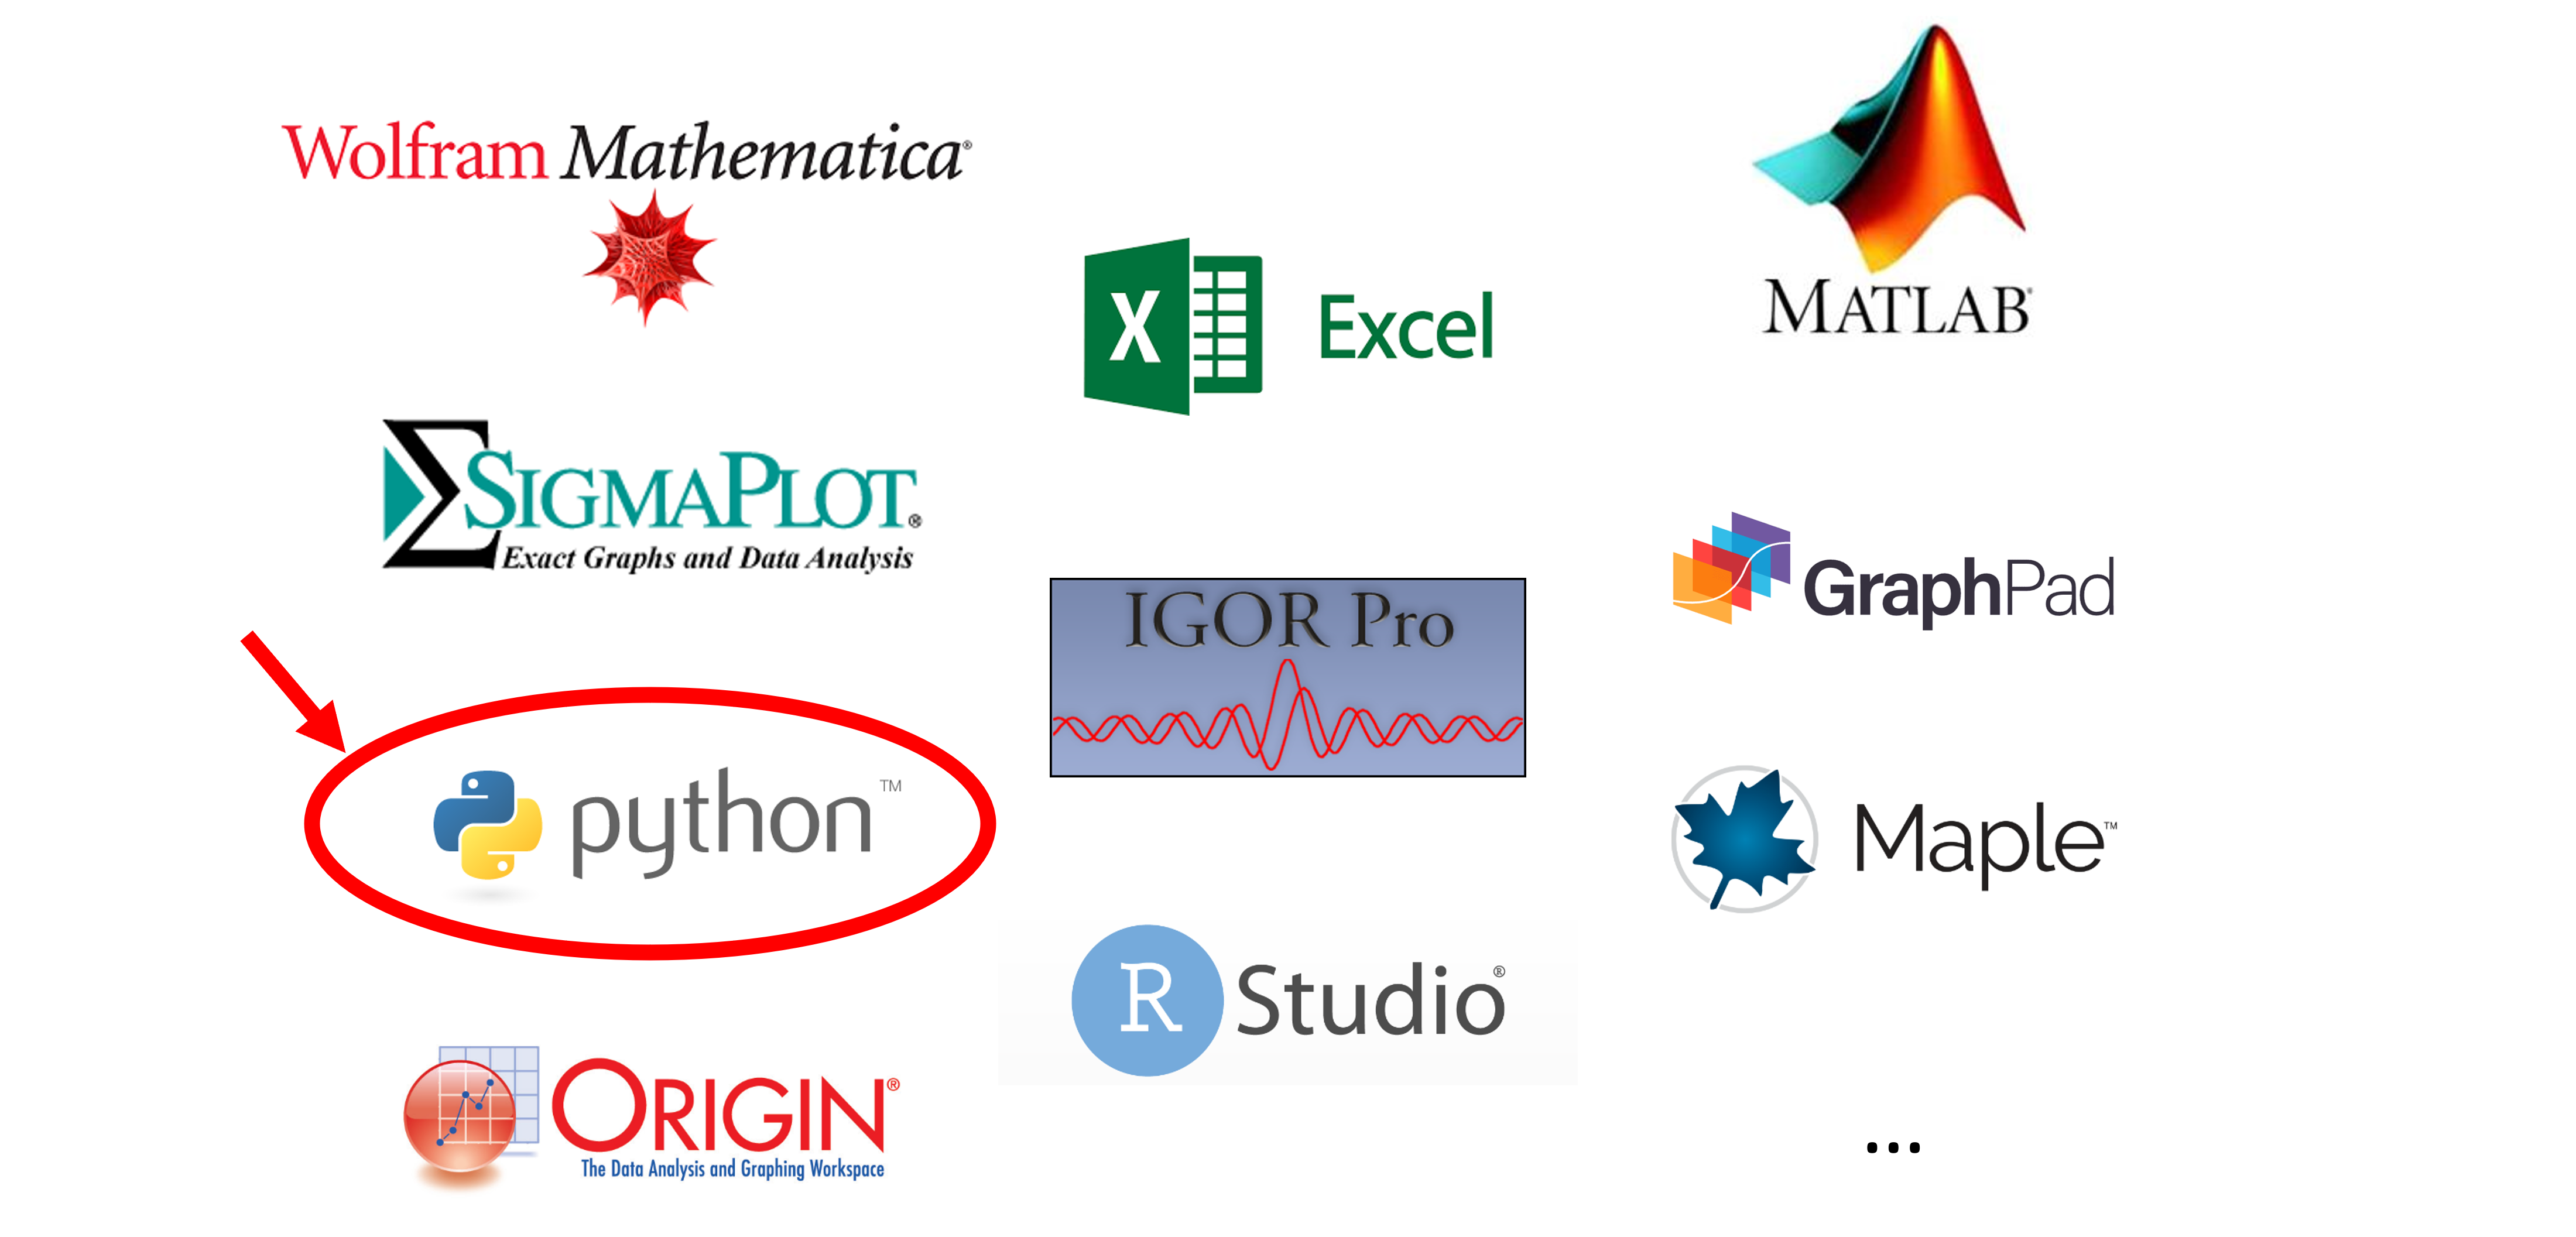 Wolfram Mathematica®
X Excel
MATLAB®
ΣSIGMAPLOT®
Exact Graphs and Data Analysis
IGOR Pro
GraphPad
python™
Maple™
R Studio®
ORIGIN®
The Data Analysis and Graphing Workspace
...